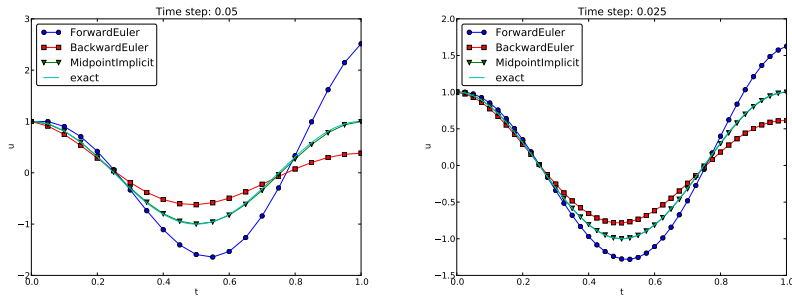 Time step: 0.05
ForwardEuler
BackwardEuler
MidpointImplicit
exact
3
2
1
0
−1
−2
u
0.0 0.2 0.4 0.6 0.8 1.0
t
Time step: 0.025
ForwardEuler
BackwardEuler
MidpointImplicit
exact
2.0
1.5
1.0
0.5
0.0
−0.5
−1.0
−1.5
u
0.0 0.2 0.4 0.6 0.8 1.0
t